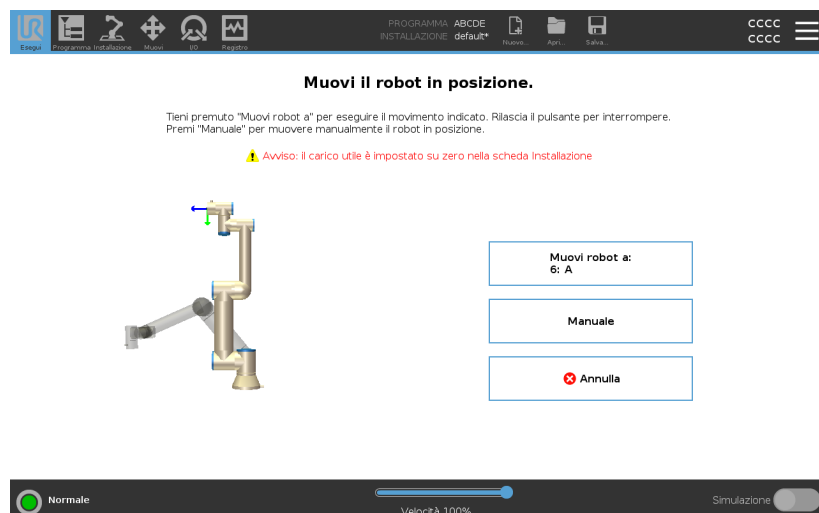 PROGRAMMA ABCDE
INSTALLAZIONE default*
CCCC
CCCC
Esegui Programma Installazione Muovi I/O Registro Nuovo... Apri... Salva...
Muovi il robot in posizione.
Tieni premuto "Muovi robot a" per eseguire il movimento indicato. Rilascia il pulsante per interrompere.
Premi "Manuale" per muovere manualmente il robot in posizione.
Avviso: il carico utile è impostato su zero nella scheda Installazione
Muovi robot a:
6: A
Manuale
Annulla
Normale
Velocità 100%
Simulazione